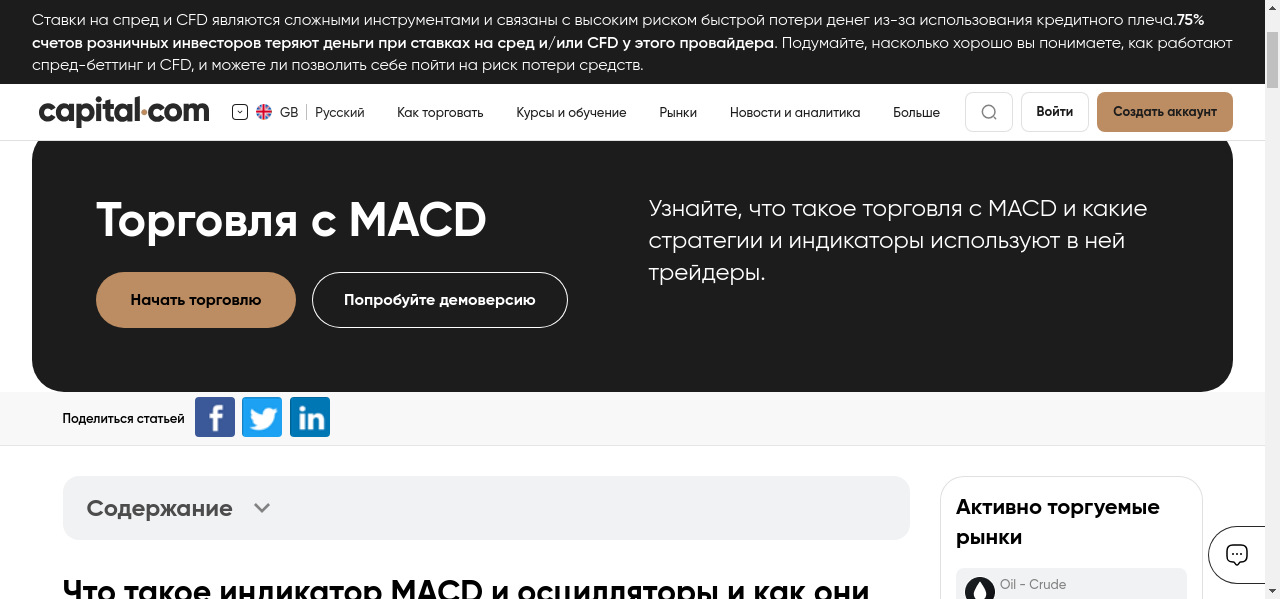 Ставки на спред и CFD являются сложными инструментами и связаны с высоким риском быстрой потери денег из-за использования кредитного плеча.75%
счетов розничных инвесторов теряют деньги при ставках на сред и/или CFD у этого провайдера. Подумайте, насколько хорошо вы понимаете, как работают
спред-беттинг и CFD, и можете ли позволить себе пойти на риск потери средств.
capital.com GB Русский Как торговать Курсы и обучение Рынки Новости и аналитика Больше Войти Создать аккаунт
Торговля с MACD
Начать торговлю Попробуйте демоверсию
Узнайте, что такое торговля с MACD и какие
стратегии и индикаторы используют в ней
трейдеры.
Поделиться статьей
Содержание
Что такое индикатор MACD и осцилляторы и как они
Активно торгуемые
рынки
Oil - Crude